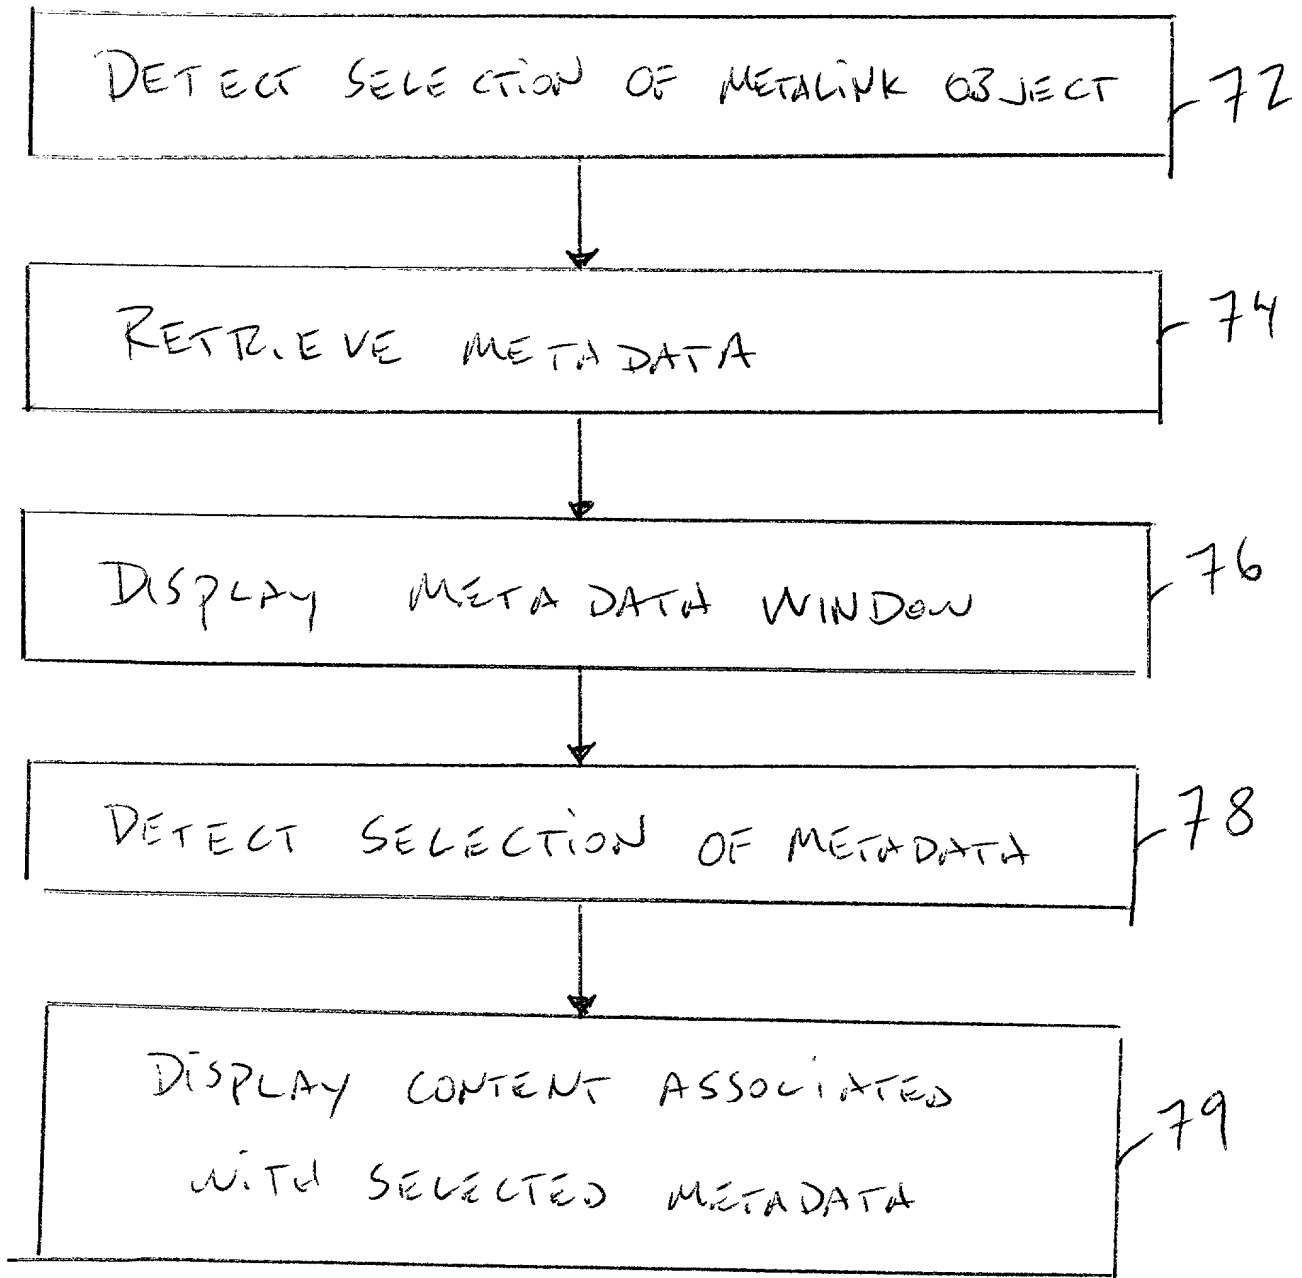 DETECT SELECTION OF METALINK OBJECT
72
RETRIEVE METADATA
74
DISPLAY METADATA WINDOW
76
DETECT SELECTION OF METADATA
78
DISPLAY CONTENT ASSOCIATED
WITH SELECTED METADATA
79